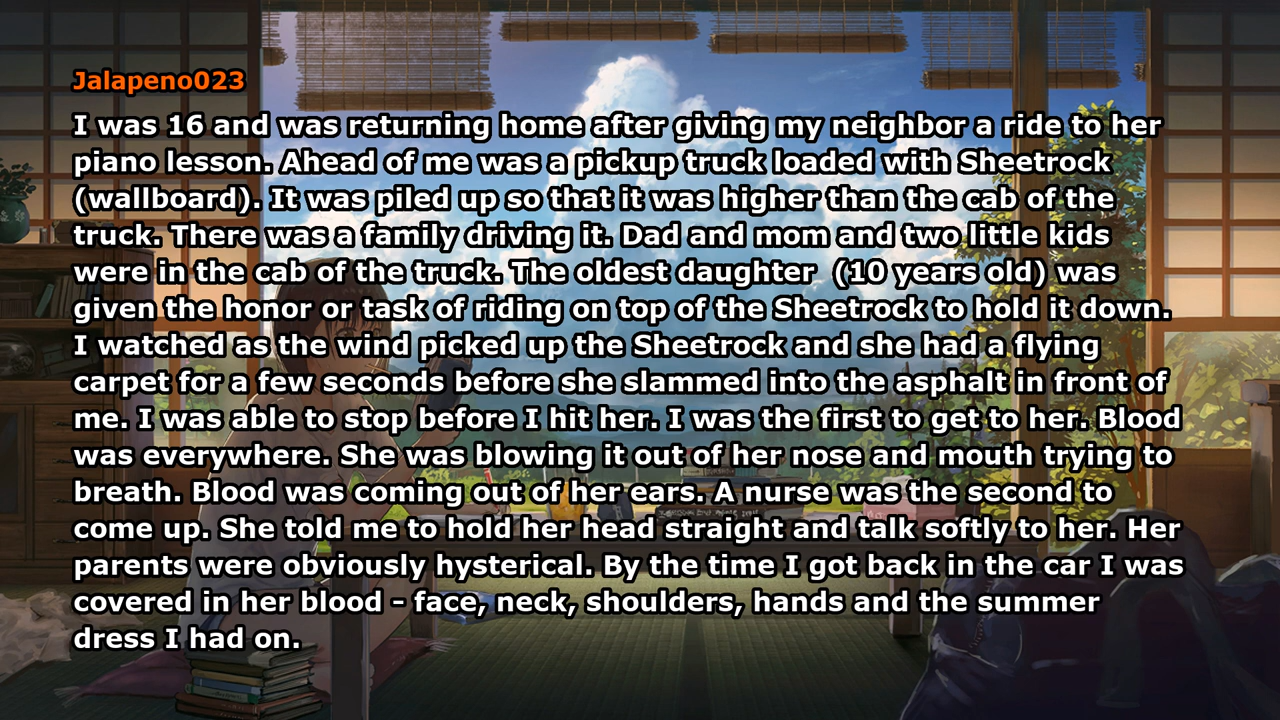 Jalapeno023
I was 16 and was returning home after giving my neighbor a ride to her
piano lesson. Ahead of me was a pickup truck loaded with Sheetrock
(wallboard). It was piled up so that it was higher than the cab of the
truck. There was a family driving it. Dad and mom and two little kids
were in the cab of the truck. The oldest daughter  (10 years old) was
given the honor or task of riding on top of the Sheetrock to hold it down.
I watched as the wind picked up the Sheetrock and she had a flying
carpet for a few seconds before she slammed into the asphalt in front of
me. I was able to stop before I hit her. I was the first to get to her. Blood
was everywhere. She was blowing it out of her nose and mouth trying to
breath. Blood was coming out of her ears. A nurse was the second to
come up. She told me to hold her head straight and talk softly to her. Her
parents were obviously hysterical. By the time I got back in the car I was
covered in her blood - face, neck, shoulders, hands and the summer
dress I had on.